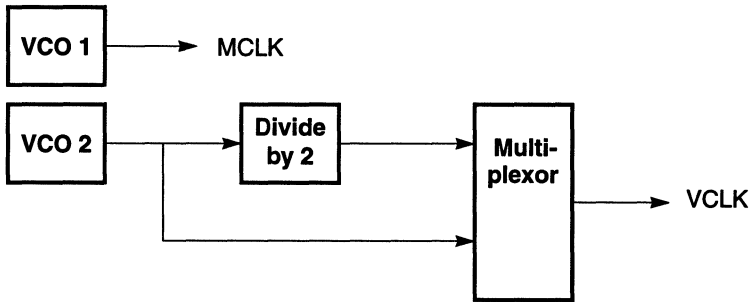 VCO 1
MCLK
VCO 2
Divide
by 2
Multi-
plexor
VCLK